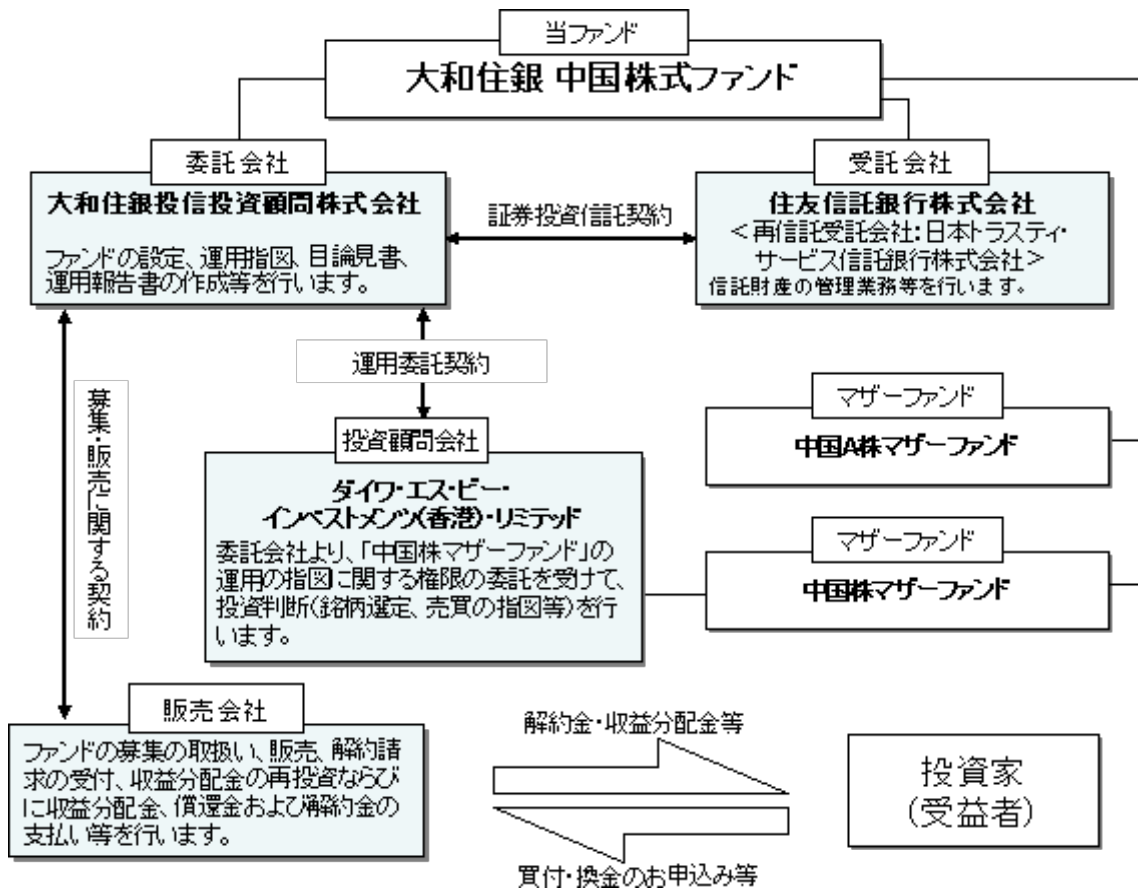 当ファンド
大和住銀 中国株式ファンド
委託会社
大和住銀投信投資顧問株式会社
ファンドの設定、運用指図、目論見書、
運用報告書の作成等を行います。
証券投資信託契約
受託会社
住友信託銀行株式会社
<再信託受託会社:日本トラスティ・
サービス信託銀行株式会社>
信託財産の管理業務等を行います。
運用委託契約
募集・販売に関する契約
投資顧問会社
ダイワ・エス・ビー・
インベストメンツ(香港)・リミテッド
委託会社より、「中国株マザーファンド」の
運用の指図に関する権限の委託を受けて、
投資判断(銘柄選定、売買の指図等)を行
います。
マザーファンド
中国A株マザーファンド
マザーファンド
中国株マザーファンド
販売会社
ファンドの募集の取扱い、販売、解約請
求の受付、収益分配金の再投資ならび
に収益分配金、償還金および解約金の
支払い等を行います。
解約金・収益分配金等
買付・換金のお申込み等
投資家
(受益者)